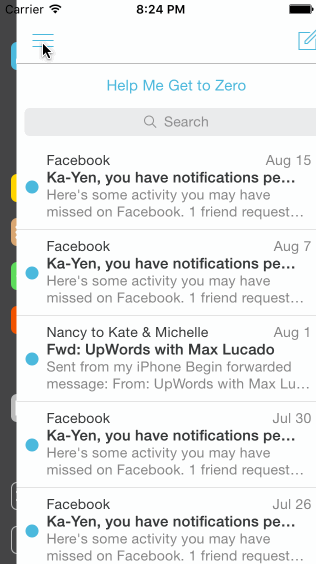 Carrier 8:24 PM
Help Me Get to Zero
Search
Facebook Aug 15
Ka-Yen, you have notifications pe...
Here's some activity you may have
missed on Facebook. 1 friend request...
Facebook Aug 7
Ka-Yen, you have notifications pe...
Here's some activity you may have
missed on Facebook. 1 friend request...
Nancy to Kate & Michelle Aug 1
Fwd: UpWords with Max Lucado
Sent from my iPhone Begin forwarded
message: From: UpWords with Max Lu...
Facebook Jul 30
Ka-Yen, you have notifications pe...
Here's some activity you may have
missed on Facebook. 1 friend request...
Facebook Jul 26
Ka-Yen, you have notifications pe...
Here's some activity you may have
missed on Facebook. 1 friend request...